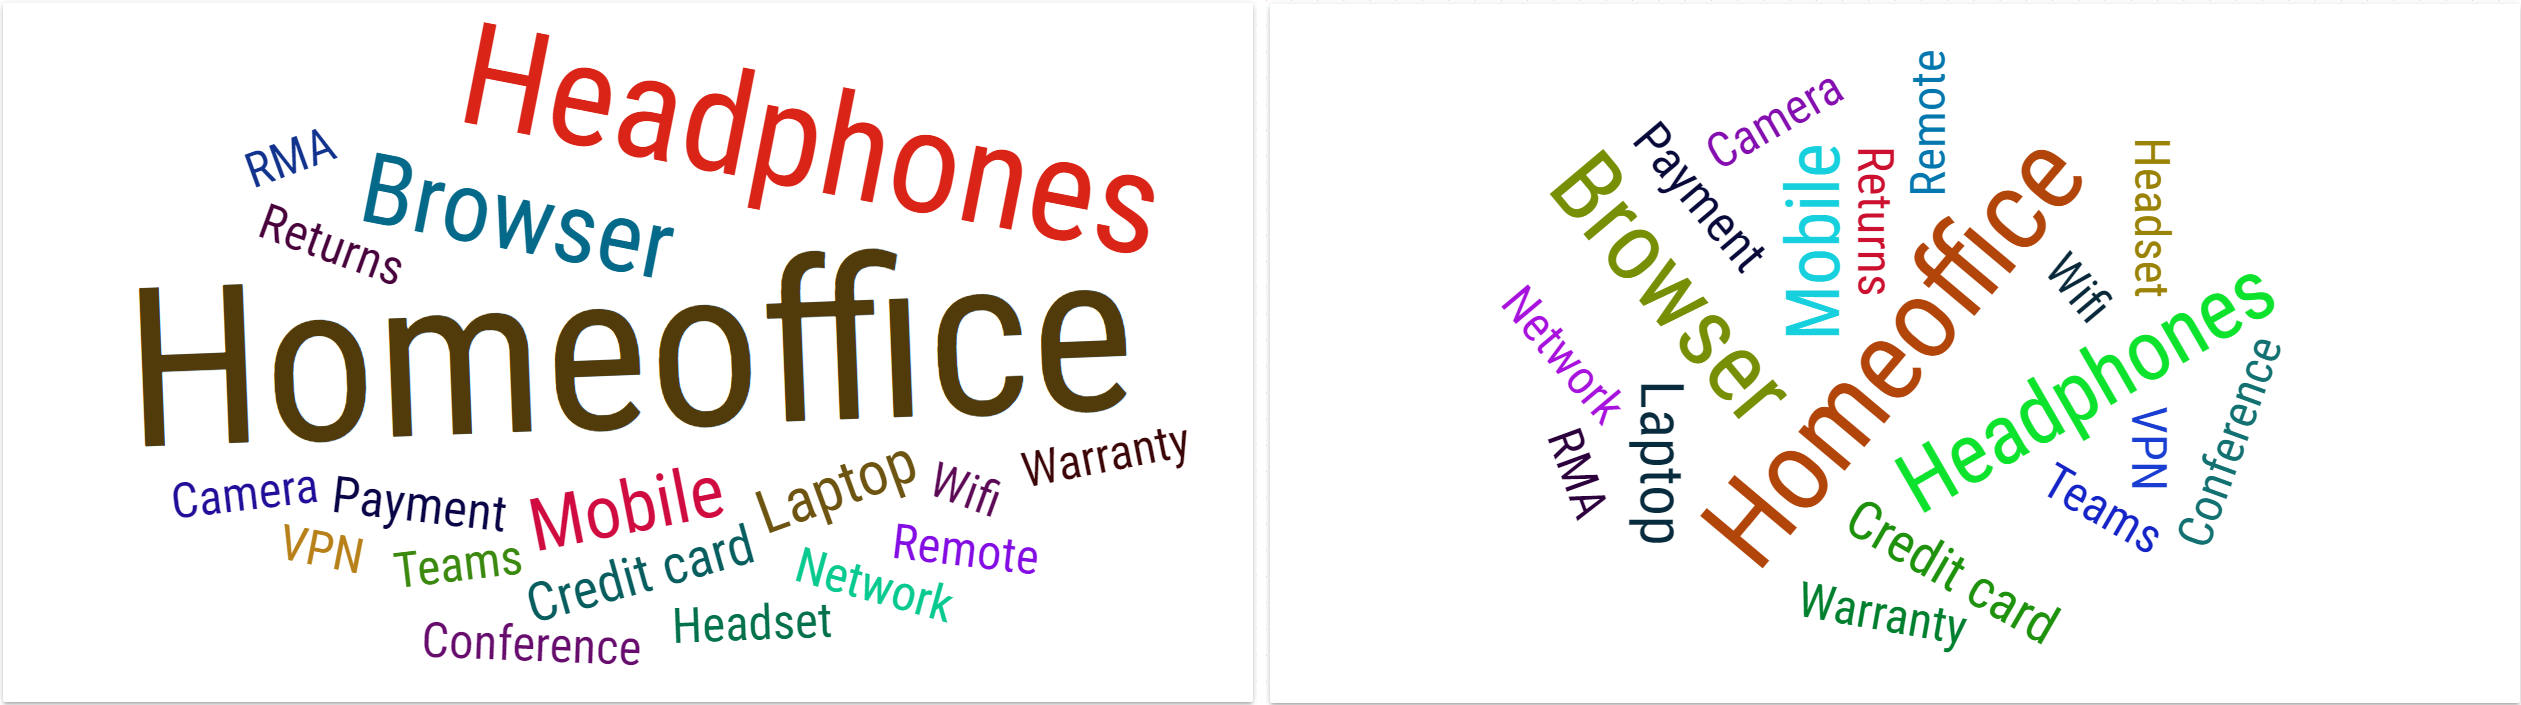 Headphones
RMA
Browser
Returns
Homeoffice
Camera
Payment
Mobile
Laptop
Wifi
Warranty
VPN
Teams
Credit card
Network
Remote
Conference
Headset
Remote
Camera
Payment
Mobile
Returns
Headset
Browser
Homeoffice
Wifi
Network
Headphones
Laptop
RMA
VPN
Conference
Teams
Credit card
Warranty